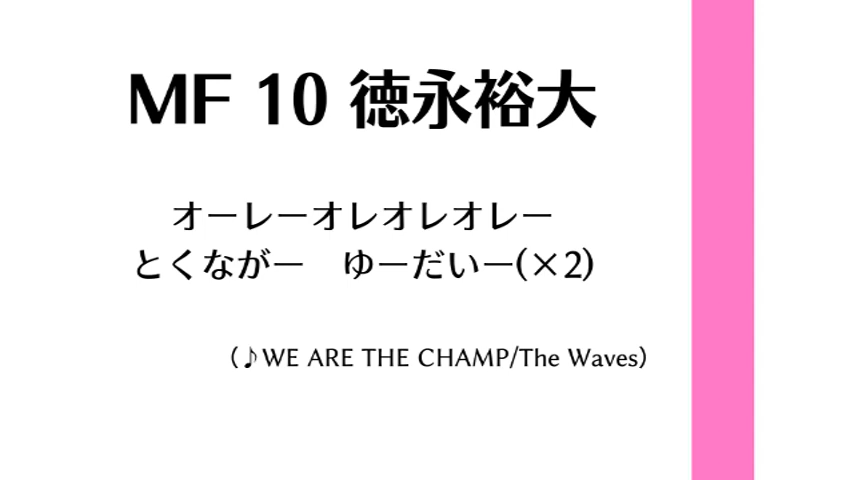 MF 10 徳永裕大
オーレーオレオレオレー
とくながー　ゆーだいー(×2)
（♪WE ARE THE CHAMP/The Waves）